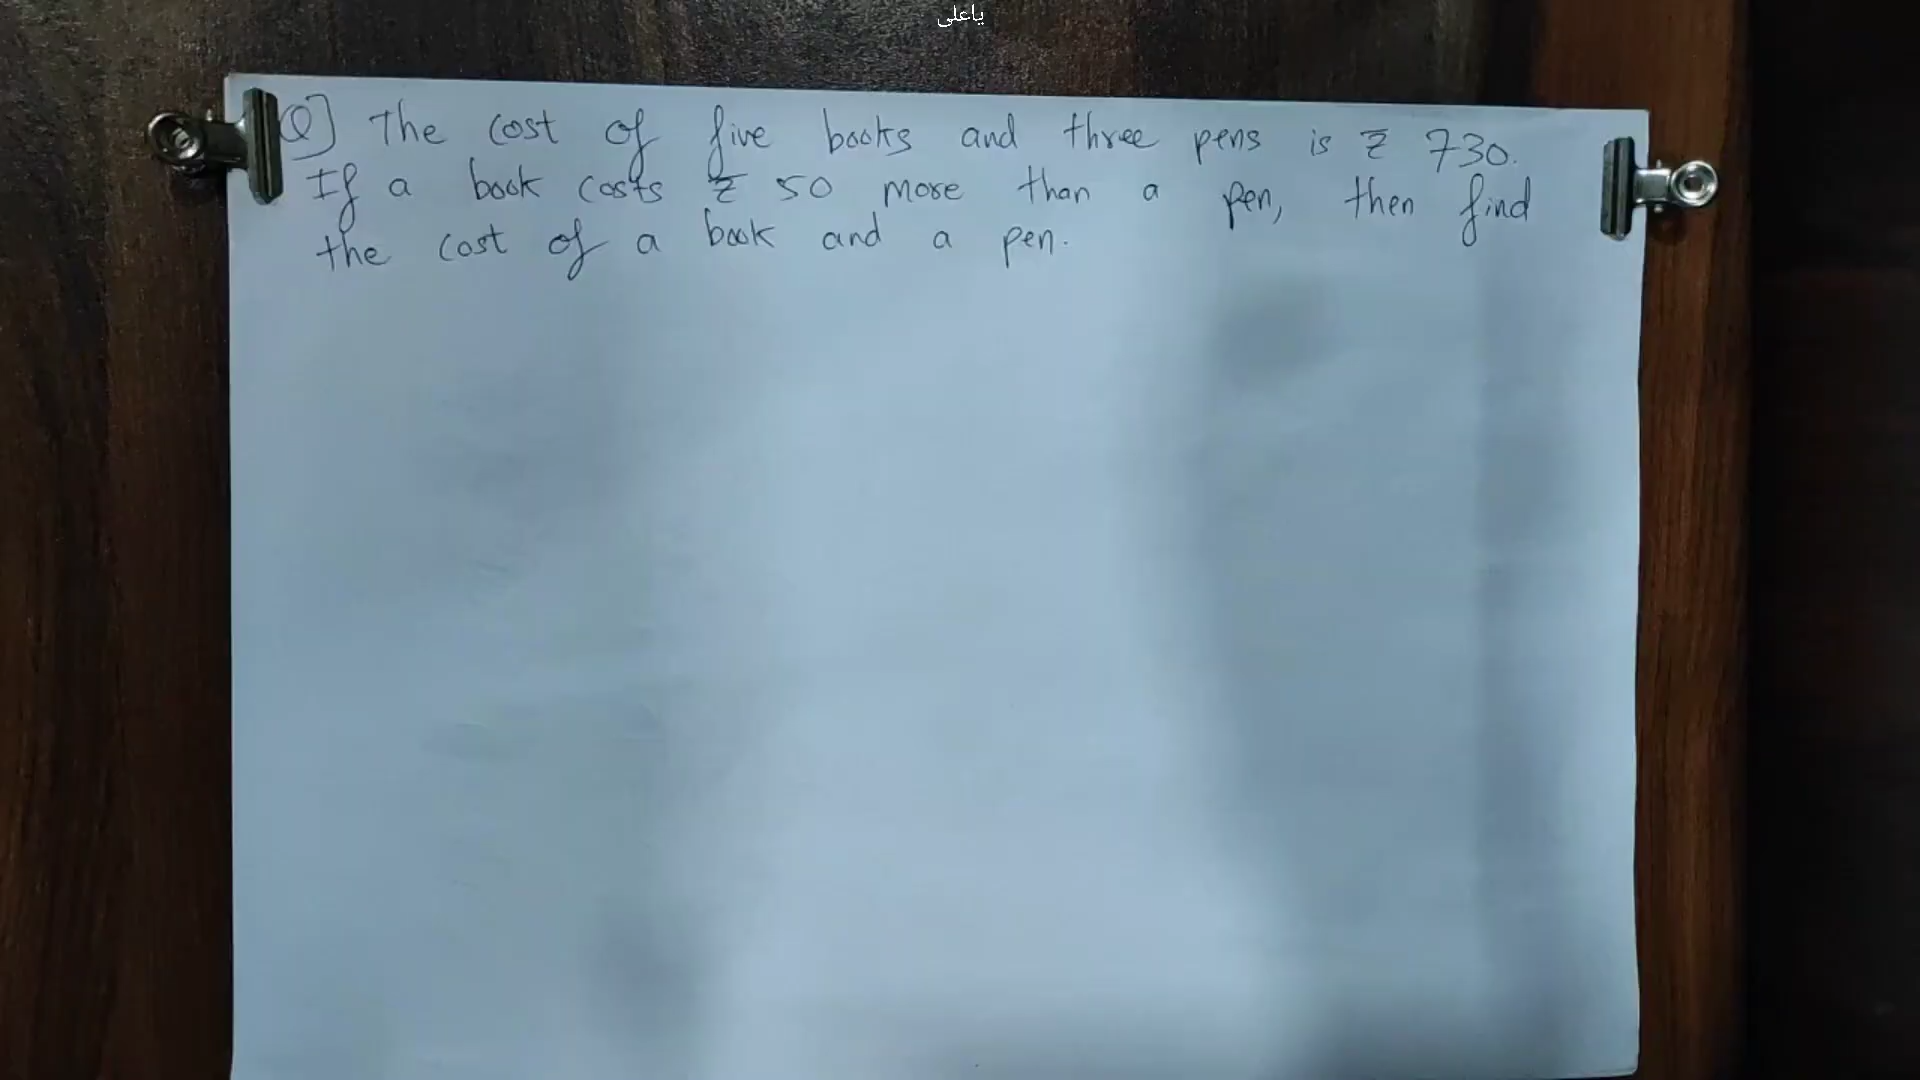 ياعلى
Q] The cost of five books and three pens is ₹ 730.
If a book costs ₹ 50 more than a pen, then find
the cost of a book and a pen.